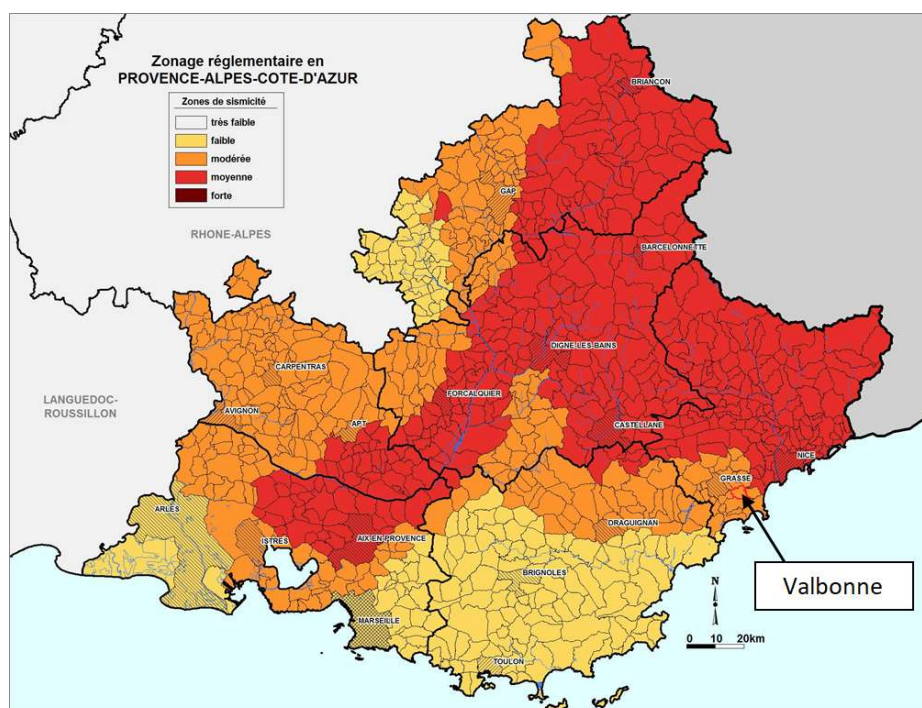 Zonage réglementaire en
PROVENCE-ALPES-COTE-D'AZUR
Zones de sismicité
très faible
faible
modérée
moyenne
forte
BRIANCON
GAP
RHONE-ALPES
BARCELONNETTE
DIGNE-LES-BAINS
CARPENTRAS
LANGUEDOC-
ROUSSILLON
FORCALQUIER
AVIGNON
APT
CASTELLANE
NICE
GRASSE
ARLES
DRAGUIGNAN
ISTRES
AIX-EN-PROVENCE
BRIGNOLES
Valbonne
N
MARSEILLE
0 10 20km
TOULON